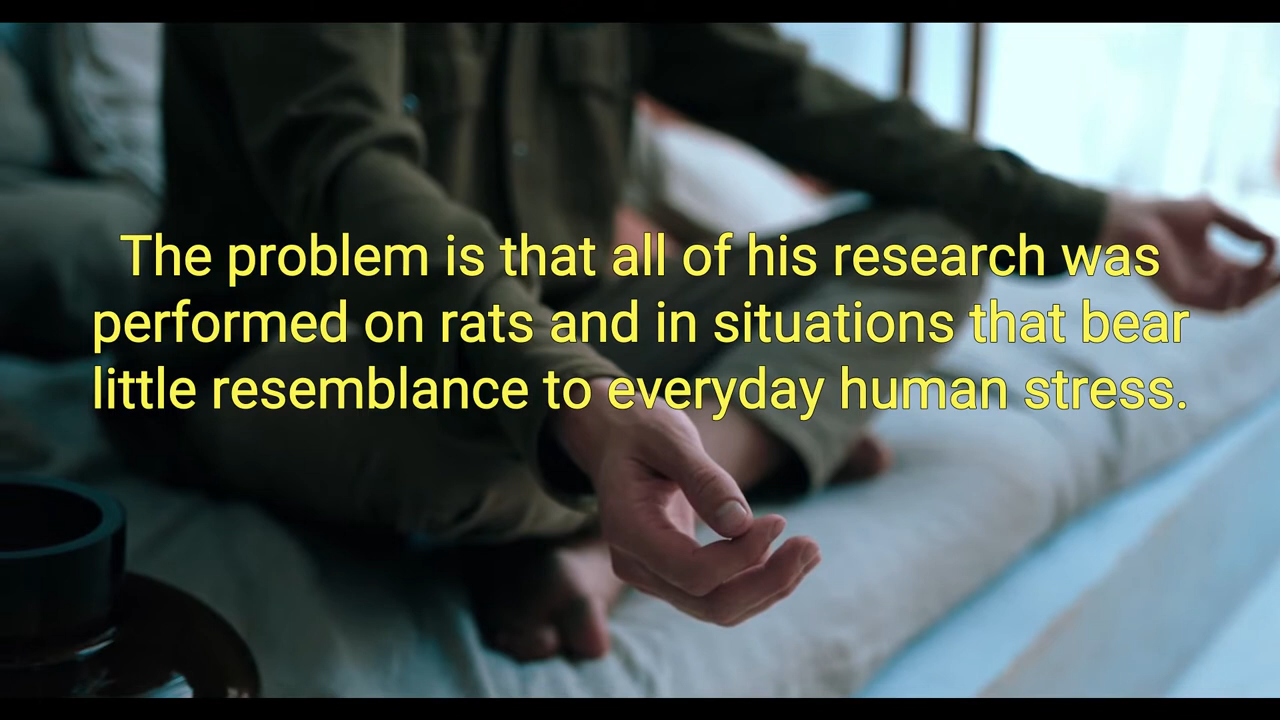 The problem is that all of his research was
performed on rats and in situations that bear
little resemblance to everyday human stress.